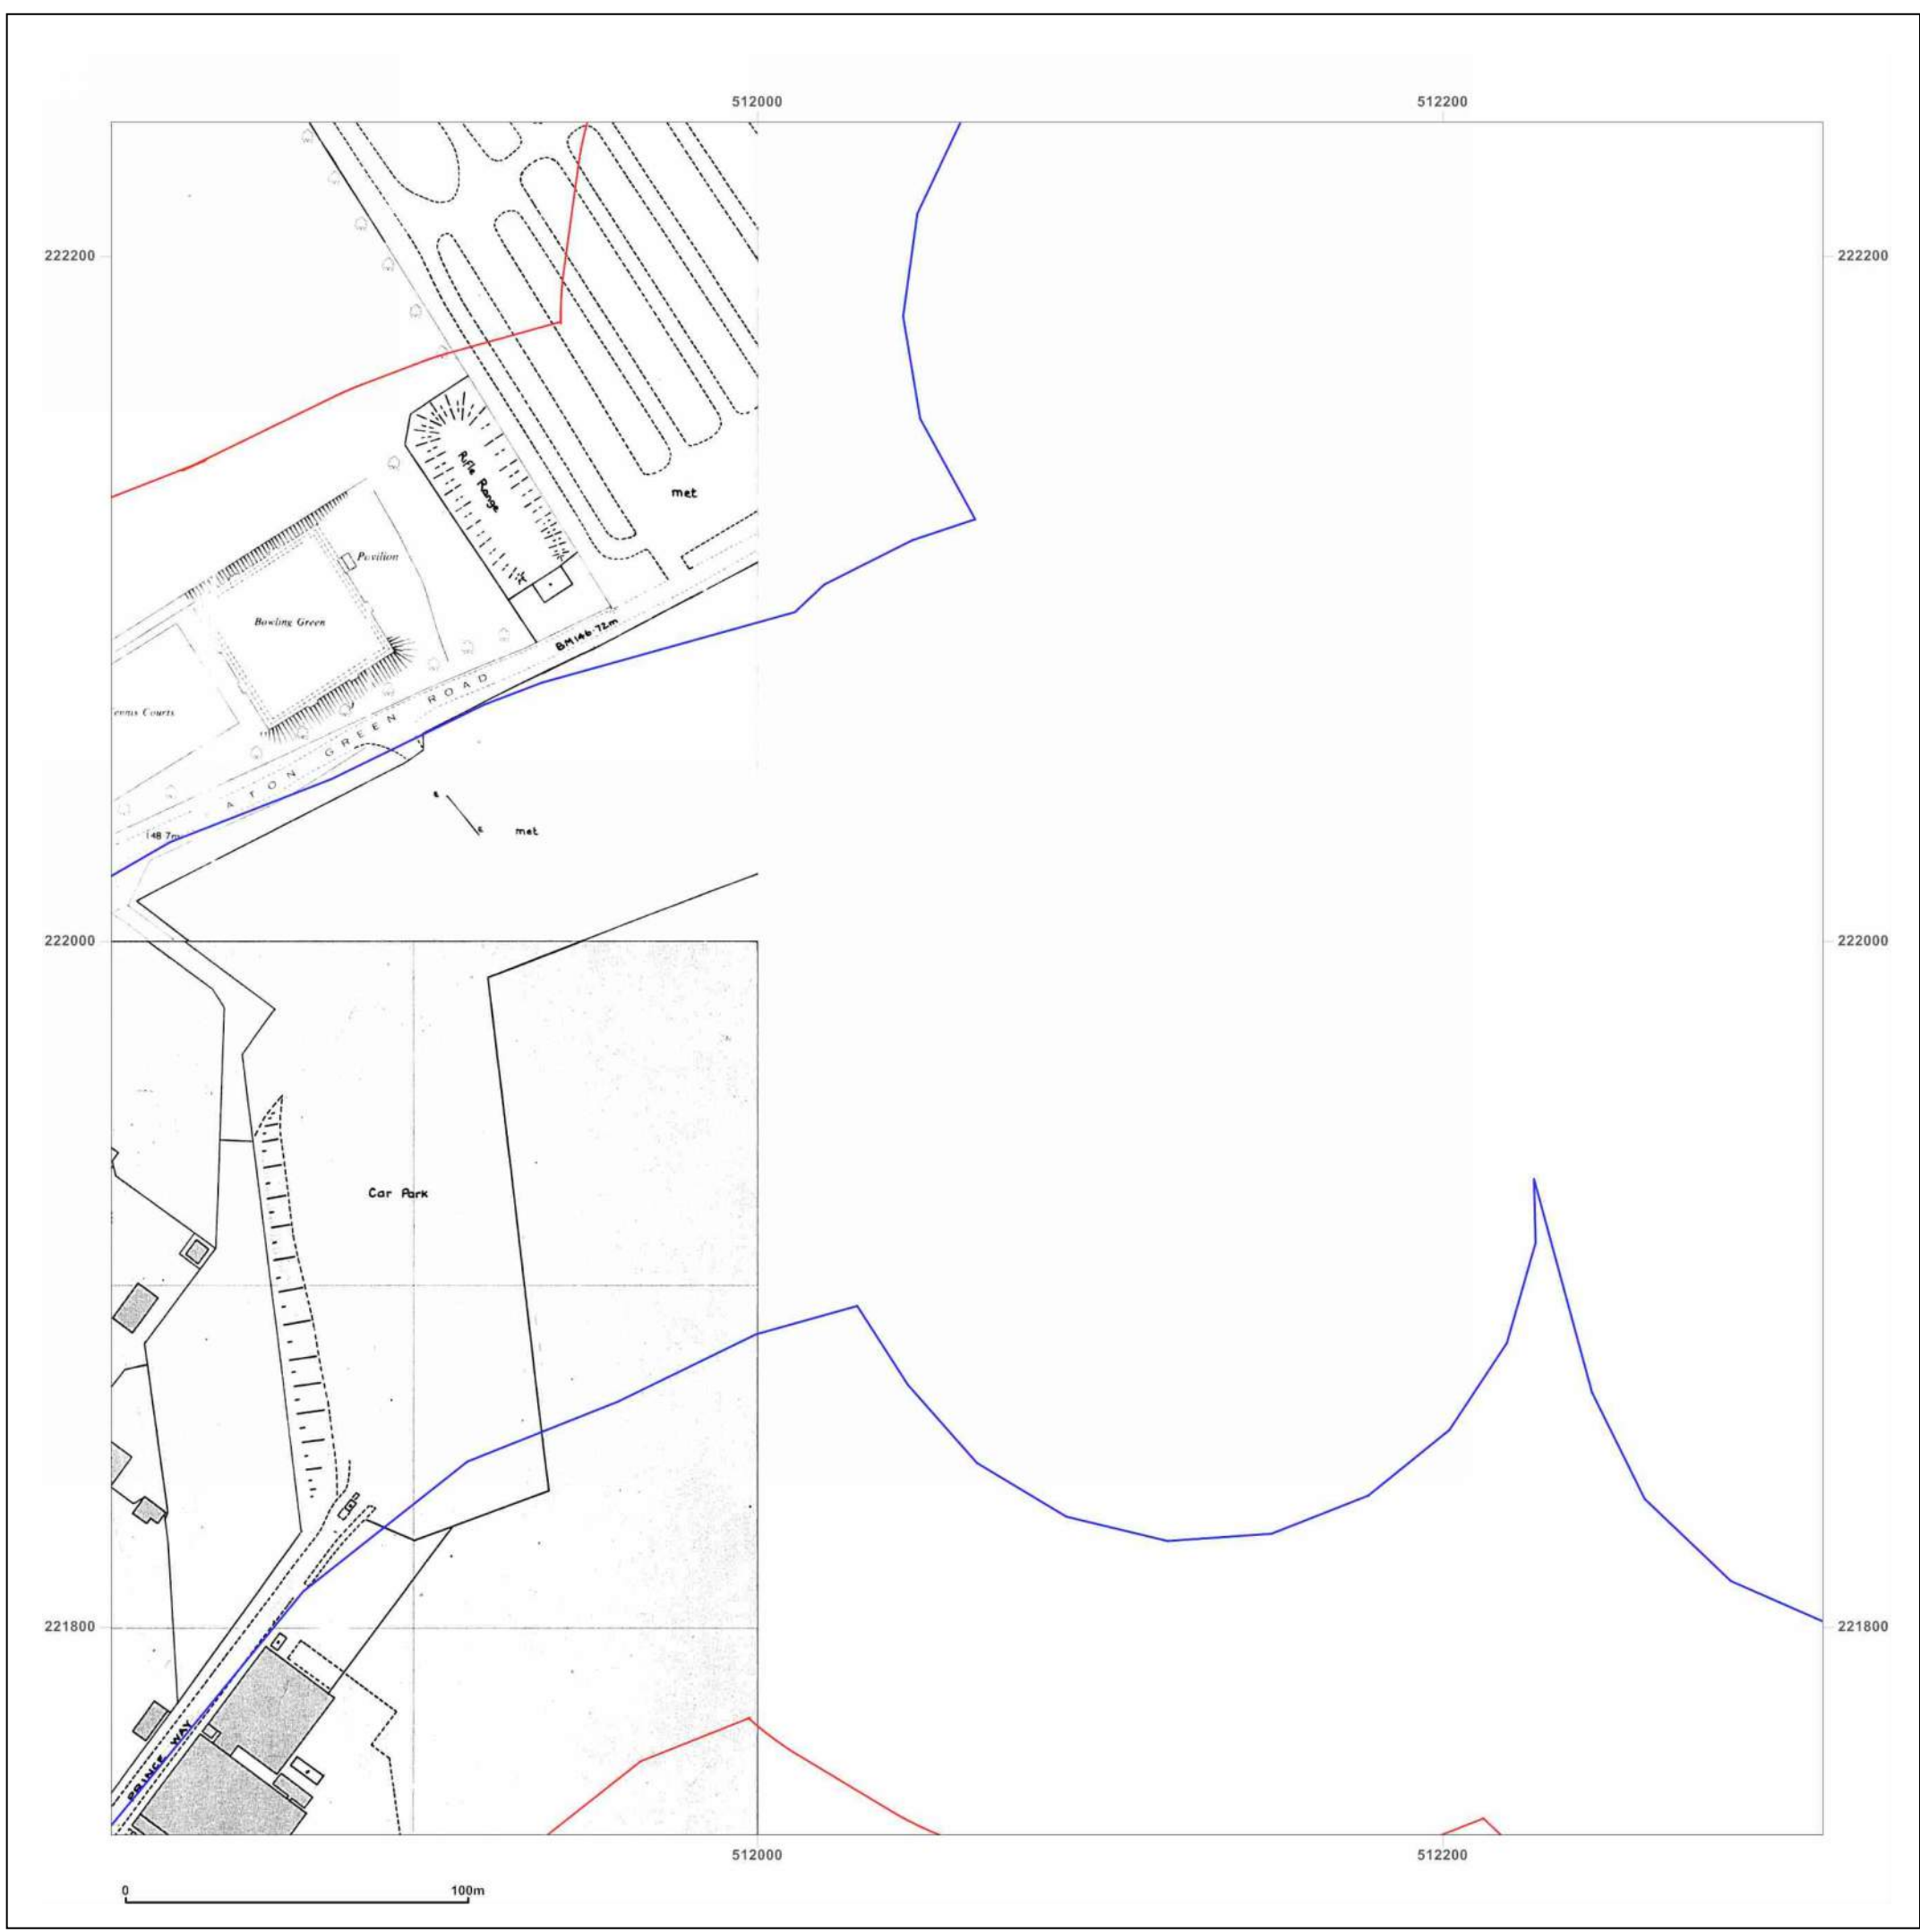 512000
512200
222200
222200
Rifle Range
met
Pavilion
Bowling Green
BM 146.72m
ennis Courts
ATON GREEN ROAD
148.7m
met
222000
222000
Car Park
221800
221800
PRINCE WAY
512000
512200
0
100m